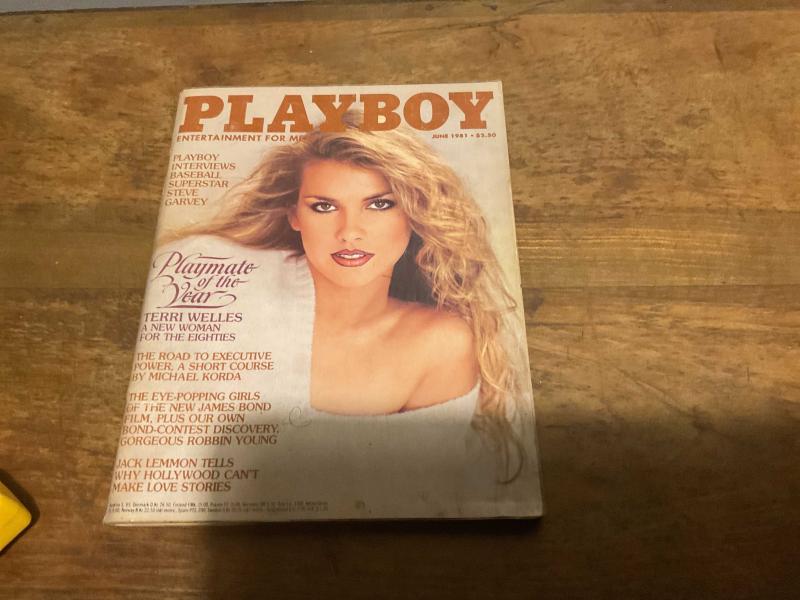 PLAYBOY
ENTERTAINMENT FOR ME
JUNE 1981 • $3.50
PLAYBOY
INTERVIEWS
BASEBALL
SUPERSTAR
STEVE
GARVEY
Playmate
of the
Year
TERRI WELLES
A NEW WOMAN
FOR THE EIGHTIES
THE ROAD TO EXECUTIVE
POWER, A SHORT COURSE
BY MICHAEL KORDA
THE EYE-POPPING GIRLS
OF THE NEW JAMES BOND
FILM, PLUS OUR OWN
BOND-CONTEST DISCOVERY,
GORGEOUS ROBBIN YOUNG
JACK LEMMON TELLS
WHY HOLLYWOOD CAN'T
MAKE LOVE STORIES